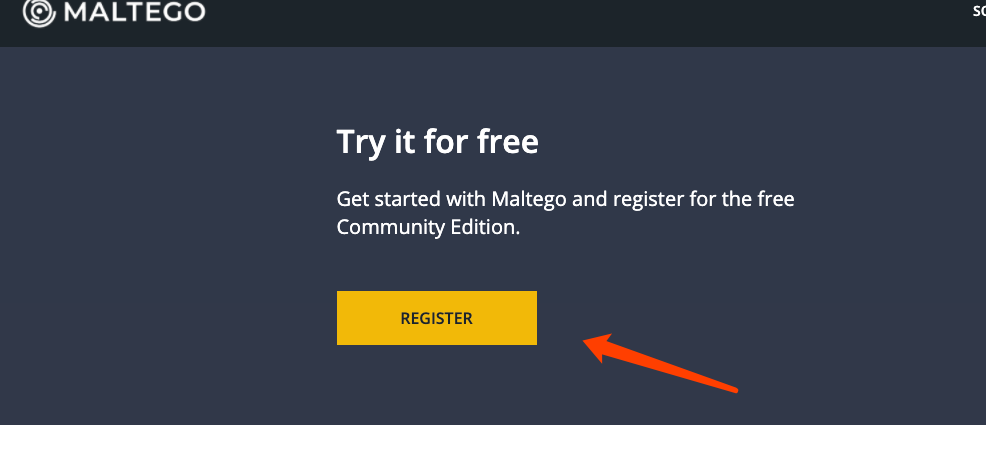 MALTEGO
Try it for free
Get started with Maltego and register for the free
Community Edition.
REGISTER